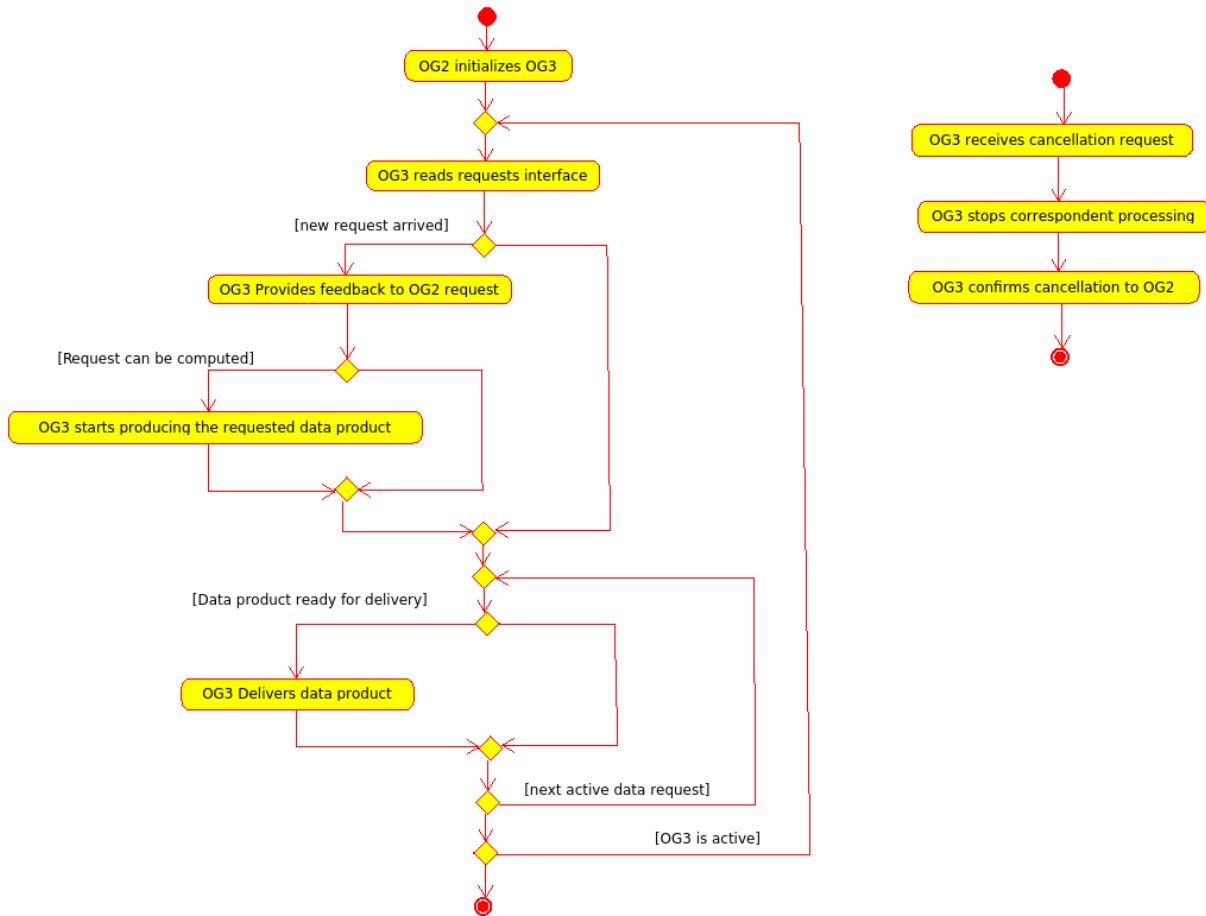 OG2 initializes OG3
OG3 reads requests interface
[new request arrived]
OG3 Provides feedback to OG2 request
[Request can be computed]
OG3 starts producing the requested data product
[Data product ready for delivery]
OG3 Delivers data product
[next active data request]
[OG3 is active]
OG3 receives cancellation request
OG3 stops correspondent processing
OG3 confirms cancellation to OG2